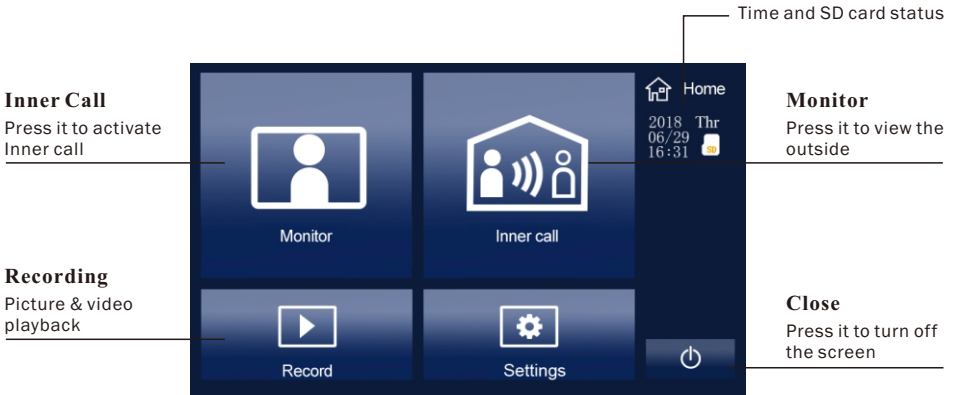 Time and SD card status
Inner Call
Press it to activate
Inner call
Recording
Picture & video
playback
Monitor
Inner call
Record
Settings
Home
2018 Thr
06/29
16:31
SD
Monitor
Press it to view the
outside
Close
Press it to turn off
the screen